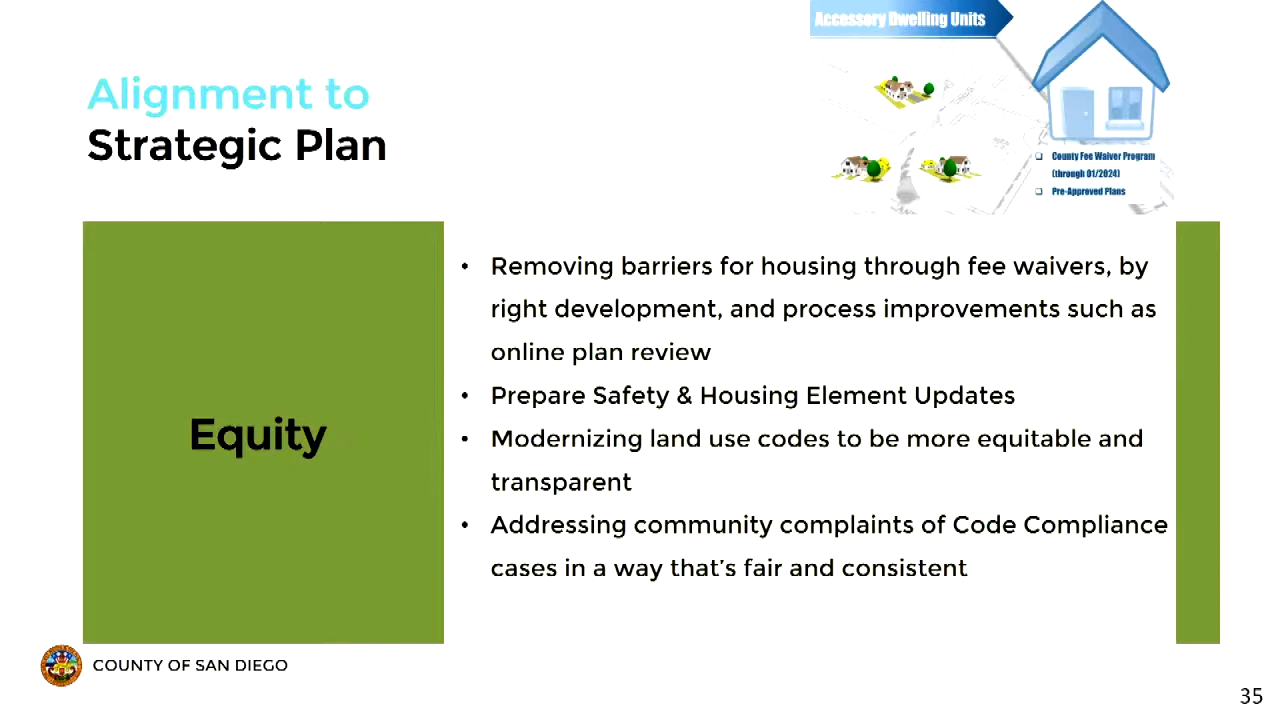 Accessory Dwelling Units
Alignment to
Strategic Plan
❑ County Fee Waiver Program
(through 01/2024)
❑ Pre-Approved Plans
Equity
• Removing barriers for housing through fee waivers, by
right development, and process improvements such as
online plan review
• Prepare Safety & Housing Element Updates
• Modernizing land use codes to be more equitable and
transparent
• Addressing community complaints of Code Compliance
cases in a way that's fair and consistent
COUNTY OF SAN DIEGO
35